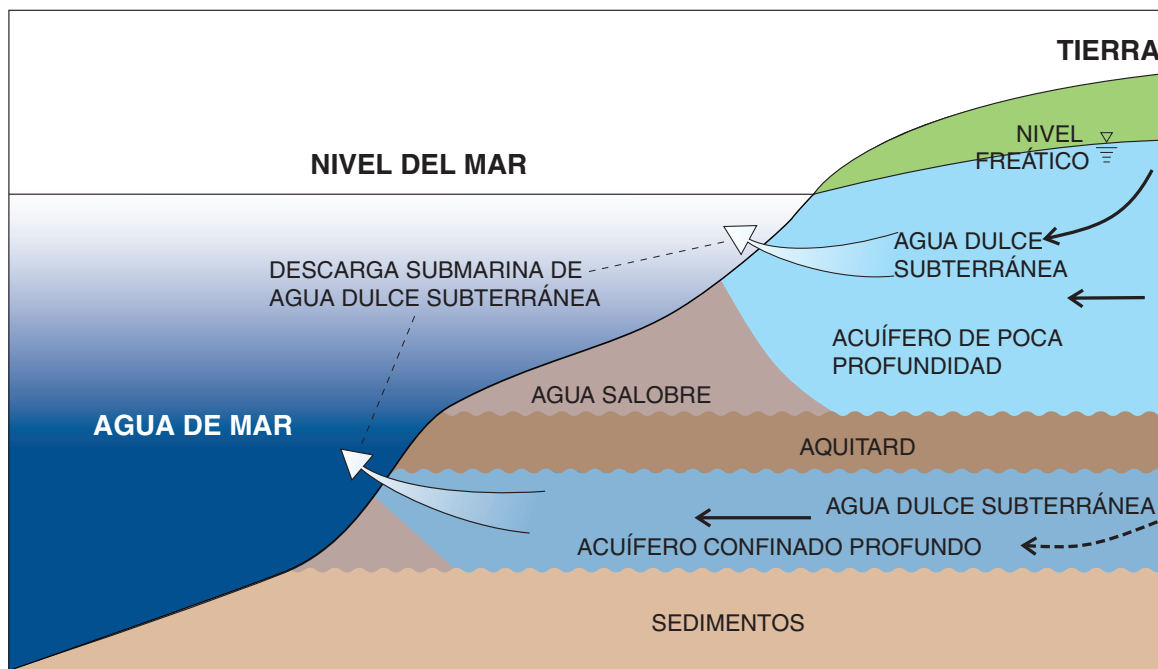 TIERRA
NIVEL
FREÁTICO
NIVEL DEL MAR
AGUA DULCE
SUBTERRÁNEA
DESCARGA SUBMARINA DE
AGUA DULCE SUBTERRÁNEA
ACUÍFERO DE POCA
PROFUNDIDAD
AGUA SALOBRE
AGUA DE MAR
AQUITARD
AGUA DULCE SUBTERRÁNEA
ACUÍFERO CONFINADO PROFUNDO
SEDIMENTOS